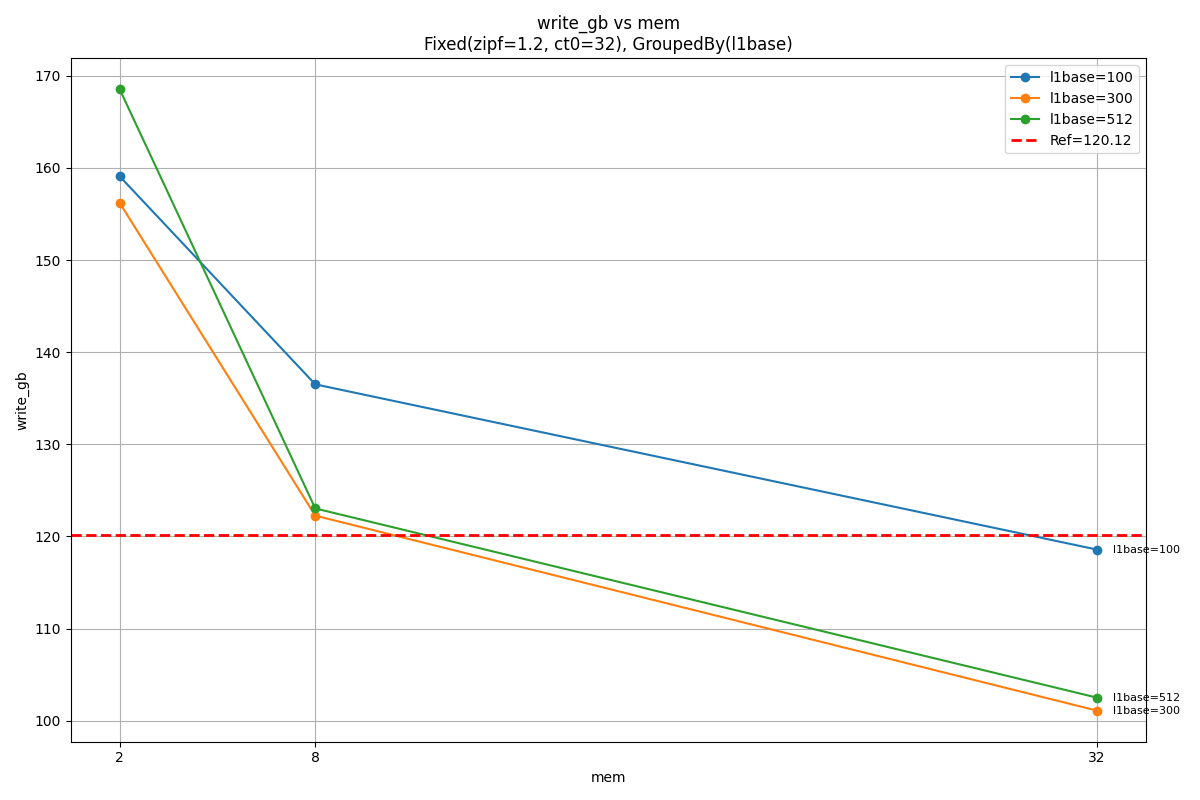 write_gb vs mem
Fixed(zipf=1.2, ct0=32), GroupedBy(l1base)
l1base=100
l1base=300
l1base=512
Ref=120.12
170
160
150
140
130
120
110
100
write_gb
l1base=100
l1base=512
l1base=300
2
8
32
mem